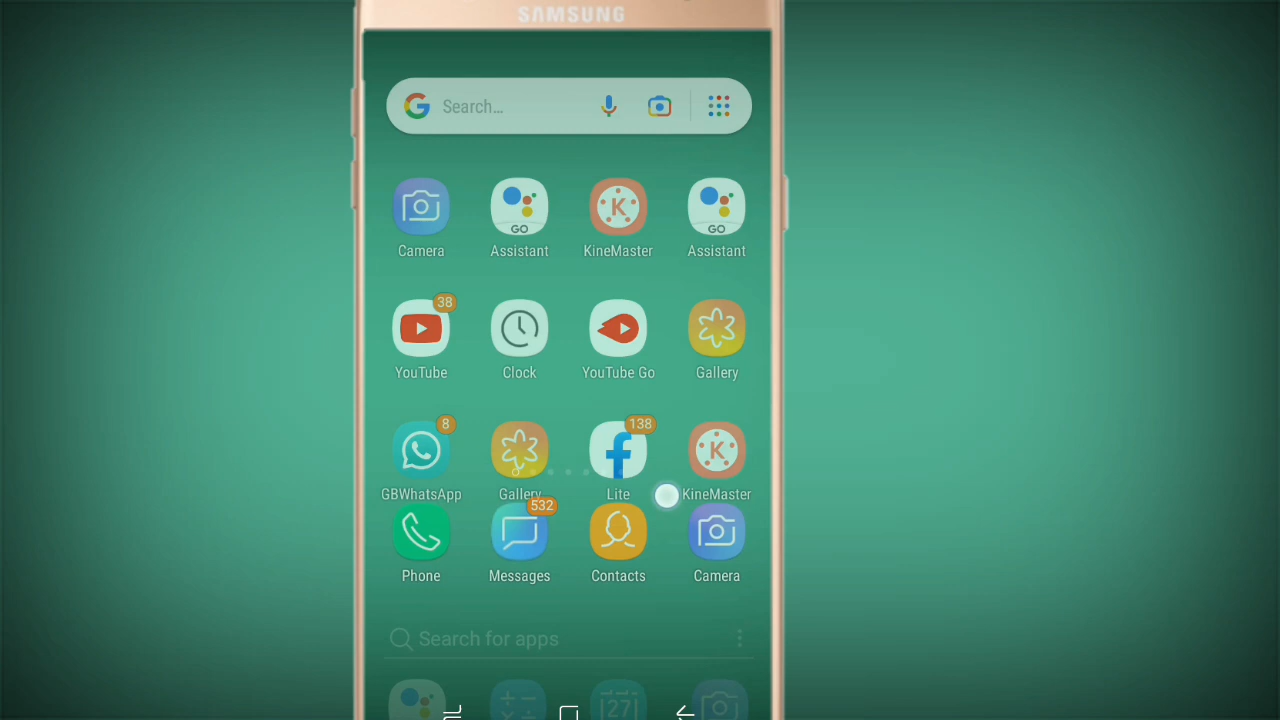 SAMSUNG
Search...
GO GO
Camera Assistant KineMaster Assistant
38
YouTube Clock YouTube Go Gallery
8 138
GBWhatsApp Gallery Lite KineMaster
532
Phone Messages Contacts Camera
Search for apps
27